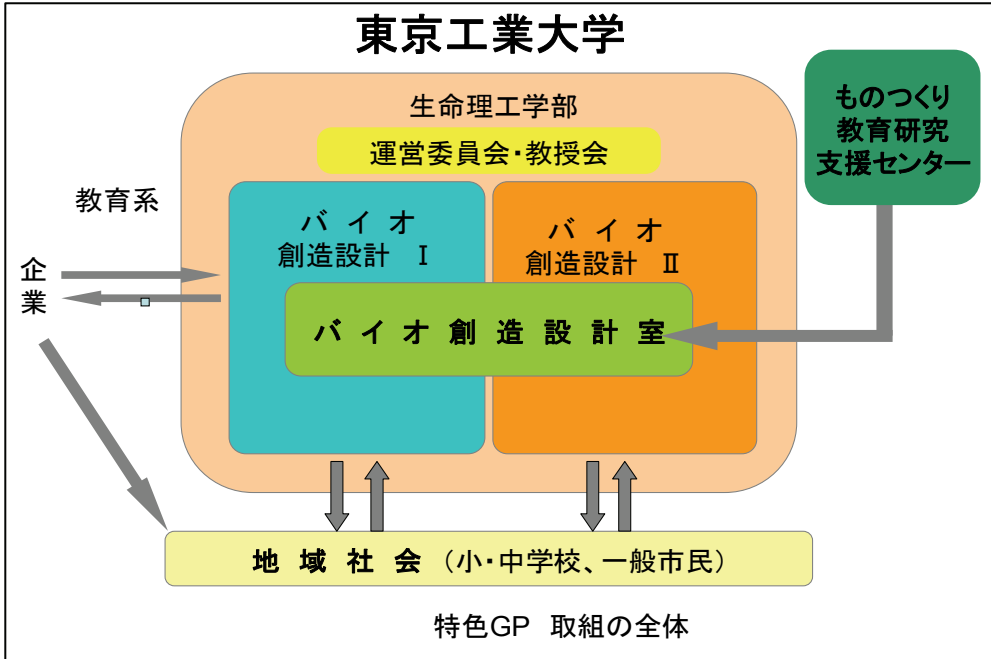 東京工業大学
生命理工学部
運営委員会・教授会
ものつくり
教育研究
支援センター
教育系
企
業
バ イ オ
創造設計 Ⅰ
バ イ オ
創造設計 Ⅱ
バ イ オ 創 造 設 計 室
地 域 社 会 （小・中学校、一般市民）
特色GP 取組の全体